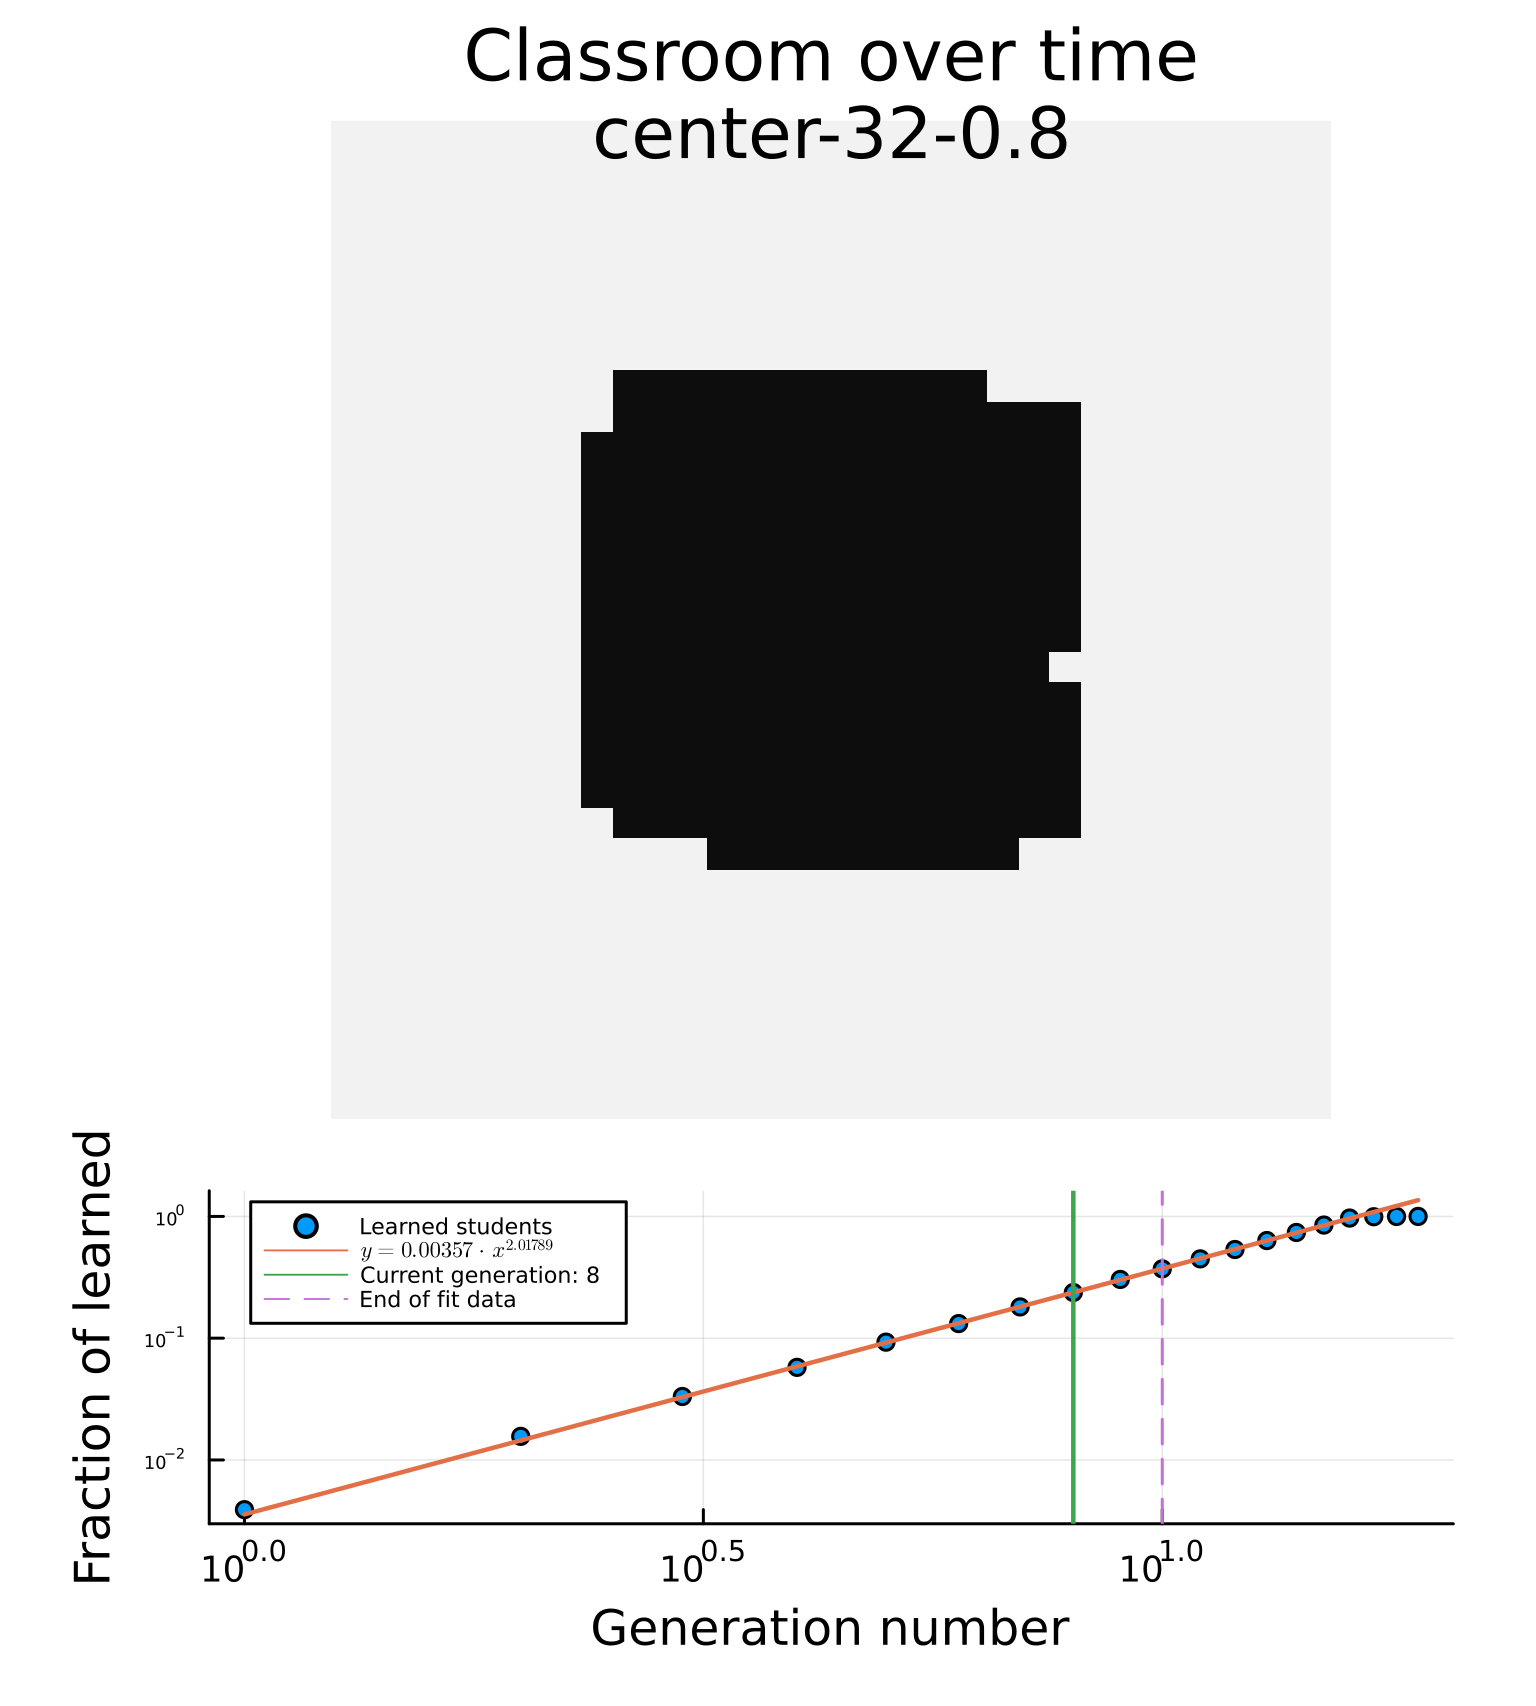 Classroom over time
center-32-0.8
Fraction of learned
10⁰
10⁻¹
10⁻²
Learned students
y = 0.00357 · x^2.01789
Current generation: 8
End of fit data
10^0.0
10^0.5
10^1.0
Generation number